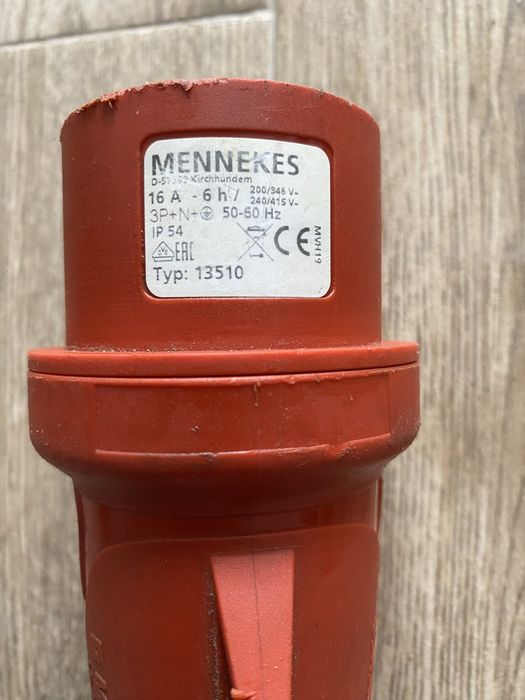 MENNEKES
D-57399 Kirchhundem
16 A - 6 h / 200/346 V~
240/415 V~
3P+N+⏚ 50-60 Hz
IP 54
EAC
CE
MVH19
Typ: 13510